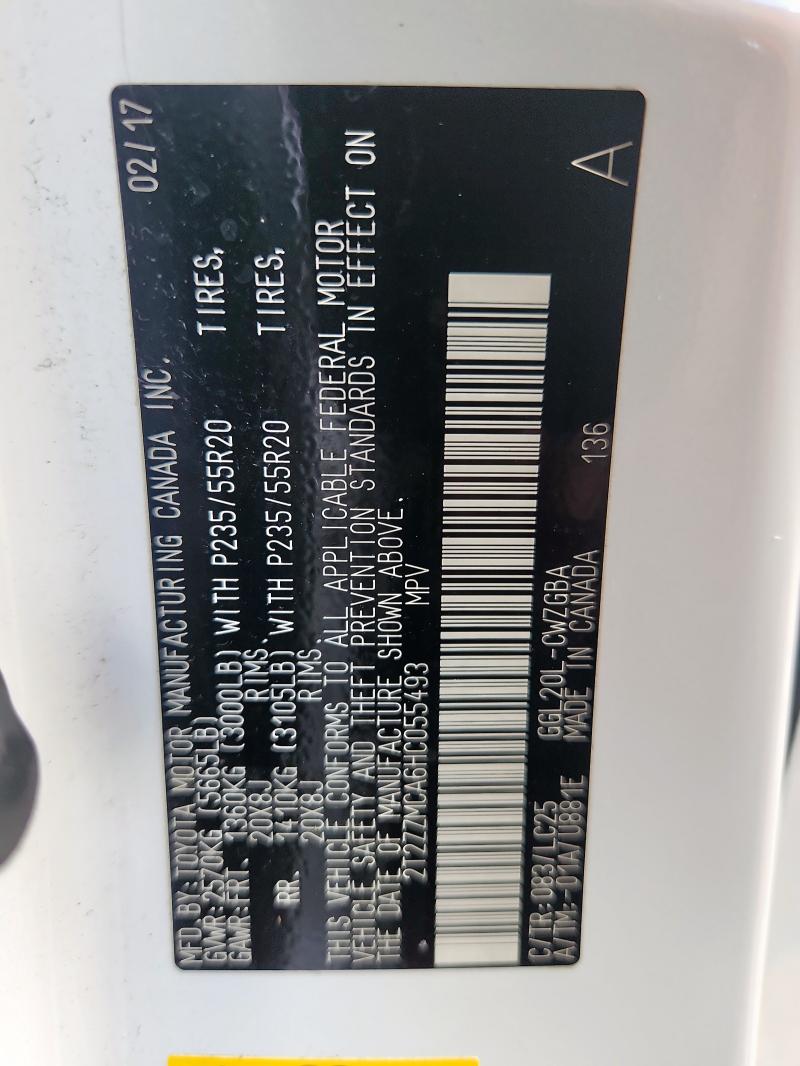 MFD BY:TOYOTA MOTOR MANUFACTURING CANADA INC. 02/17
GVWR:2570KG (5665LB)
GAWR:FRT. 1360KG (3000LB) WITH P235/55R20 TIRES,
20X8J RIMS.
RR. 1410KG (3105LB) WITH P235/55R20 TIRES,
20X8J RIMS.
THIS VEHICLE CONFORMS TO ALL APPLICABLE FEDERAL MOTOR
VEHICLE SAFETY AND THEFT PREVENTION STANDARDS IN EFFECT ON
THE DATE OF MANUFACTURE SHOWN ABOVE.
2T2ZZMCA6HC055493 MPV
A
C/TR: 083/LC25 GGL20L-CWZGBA
A/TM: -01A/U881E MADE IN CANADA 136